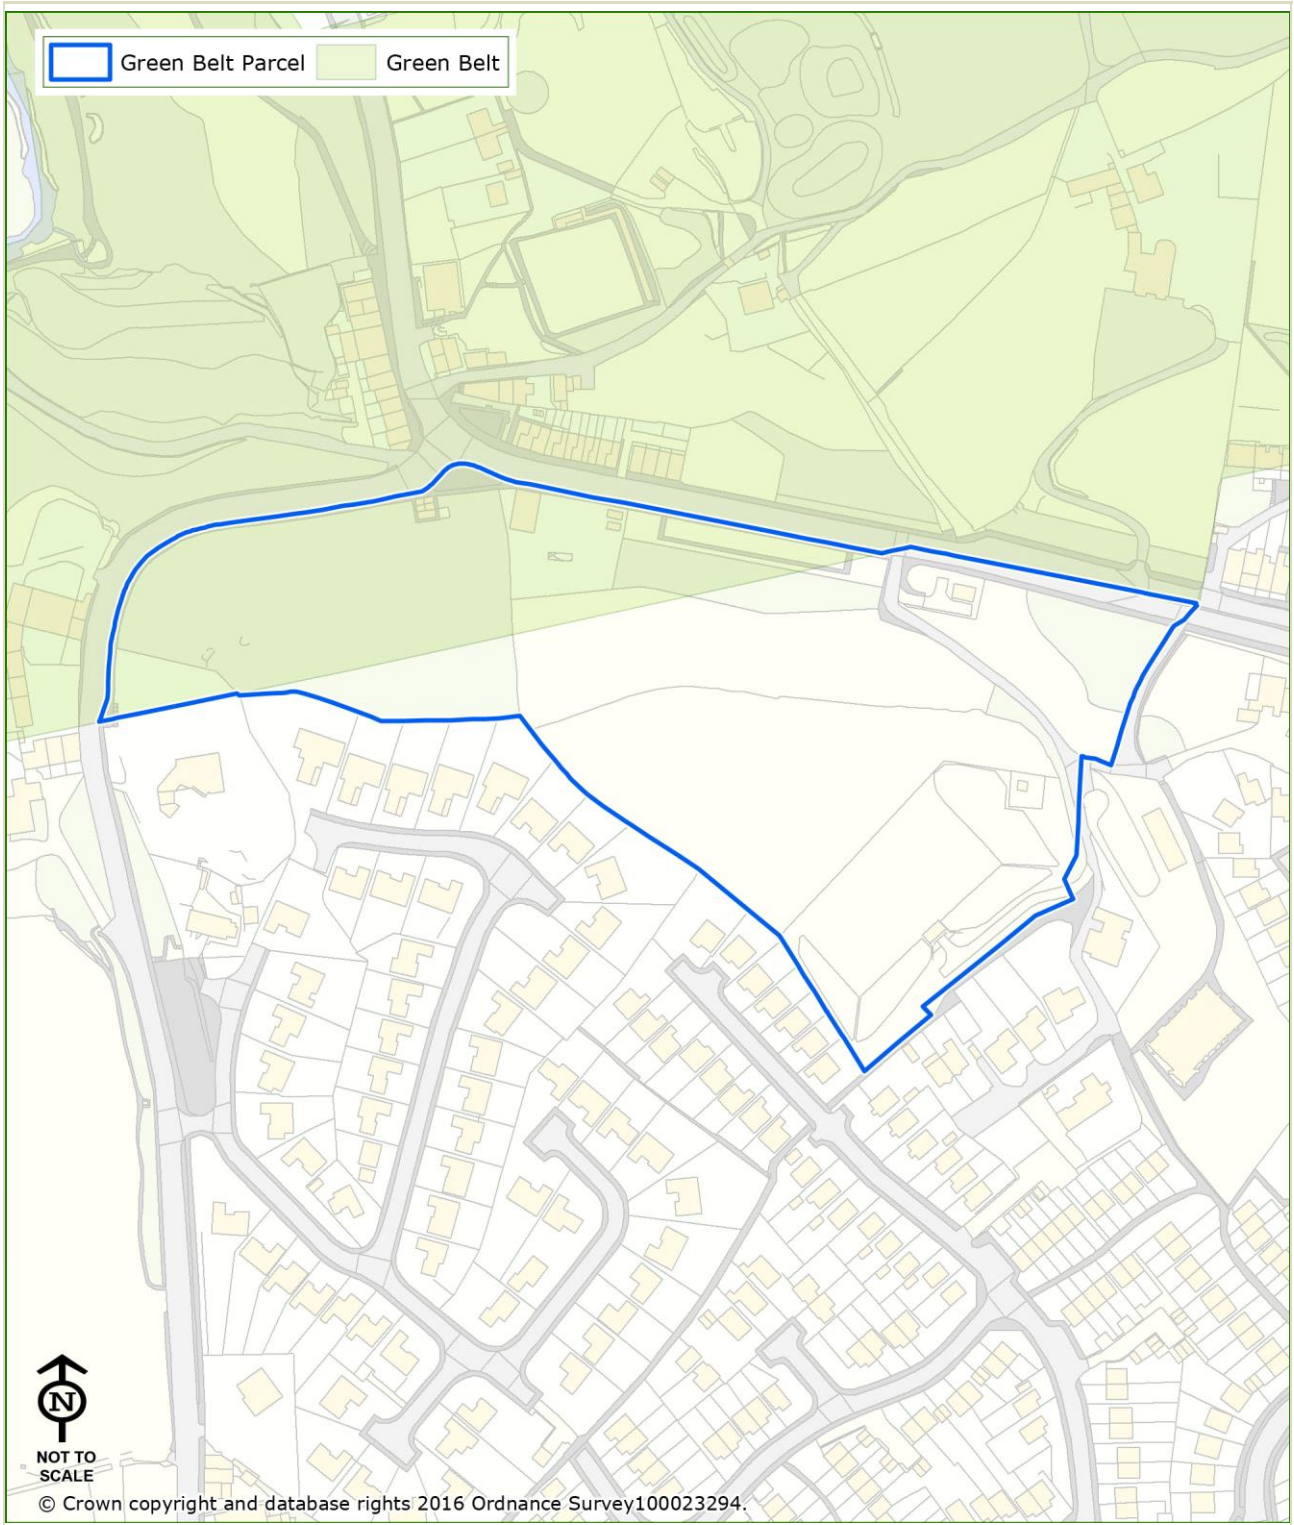 Green Belt Parcel Green Belt
N
NOT TO
SCALE
© Crown copyright and database rights 2016 Ordnance Survey100023294.